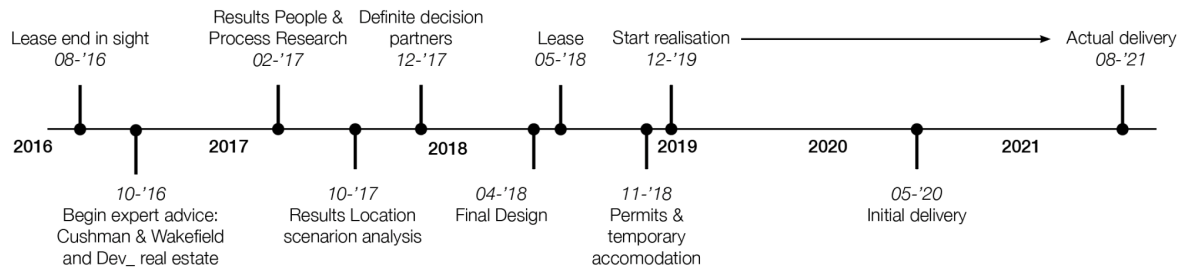 Lease end in sight
08-'16
Results People &
Process Research
02-'17
Definite decision
partners
12-'17
Lease
05-'18
Start realisation
12-'19
Actual delivery
08-'21
2016
2017
2018
2019
2020
2021
10-'16
Begin expert advice:
Cushman & Wakefield
and Dev_ real estate
10-'17
Results Location
scenarion analysis
04-'18
Final Design
11-'18
Permits &
temporary
accomodation
05-'20
Initial delivery